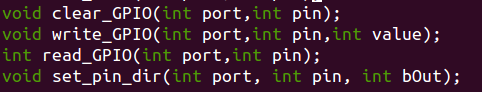 void clear_GPIO(int port,int pin);
void write_GPIO(int port,int pin,int value);
int read_GPIO(int port,int pin);
void set_pin_dir(int port, int pin, int bOut);